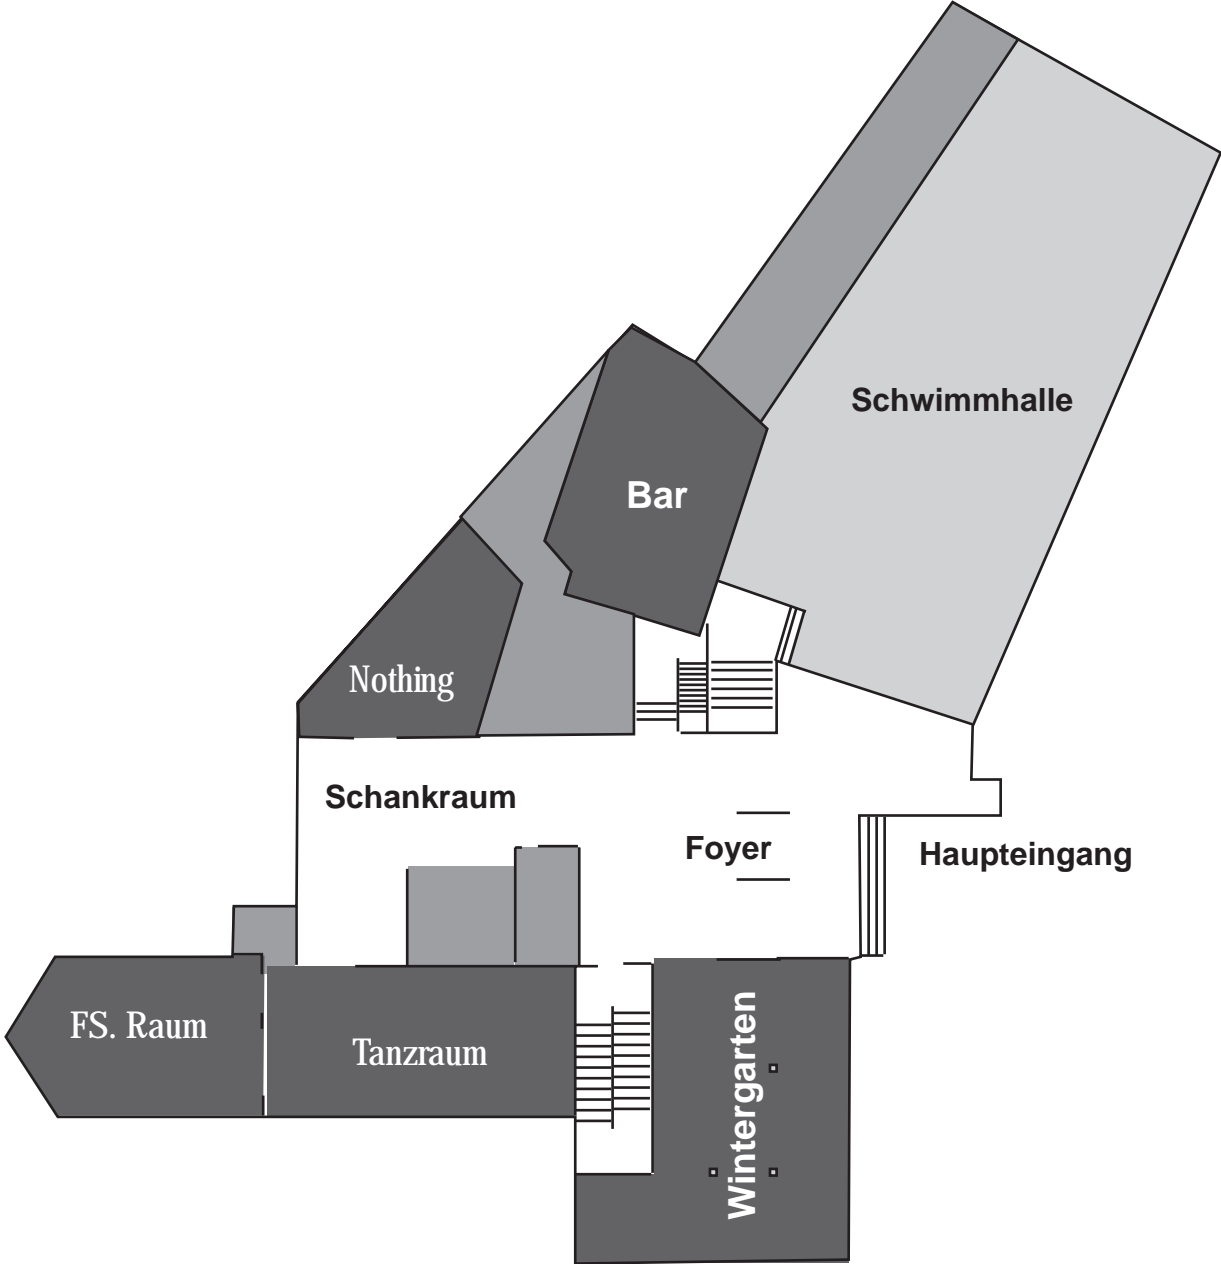 Schwimmhalle
Bar
Nothing
Schankraum
Foyer
Haupteingang
FS. Raum
Tanzraum
Wintergarten